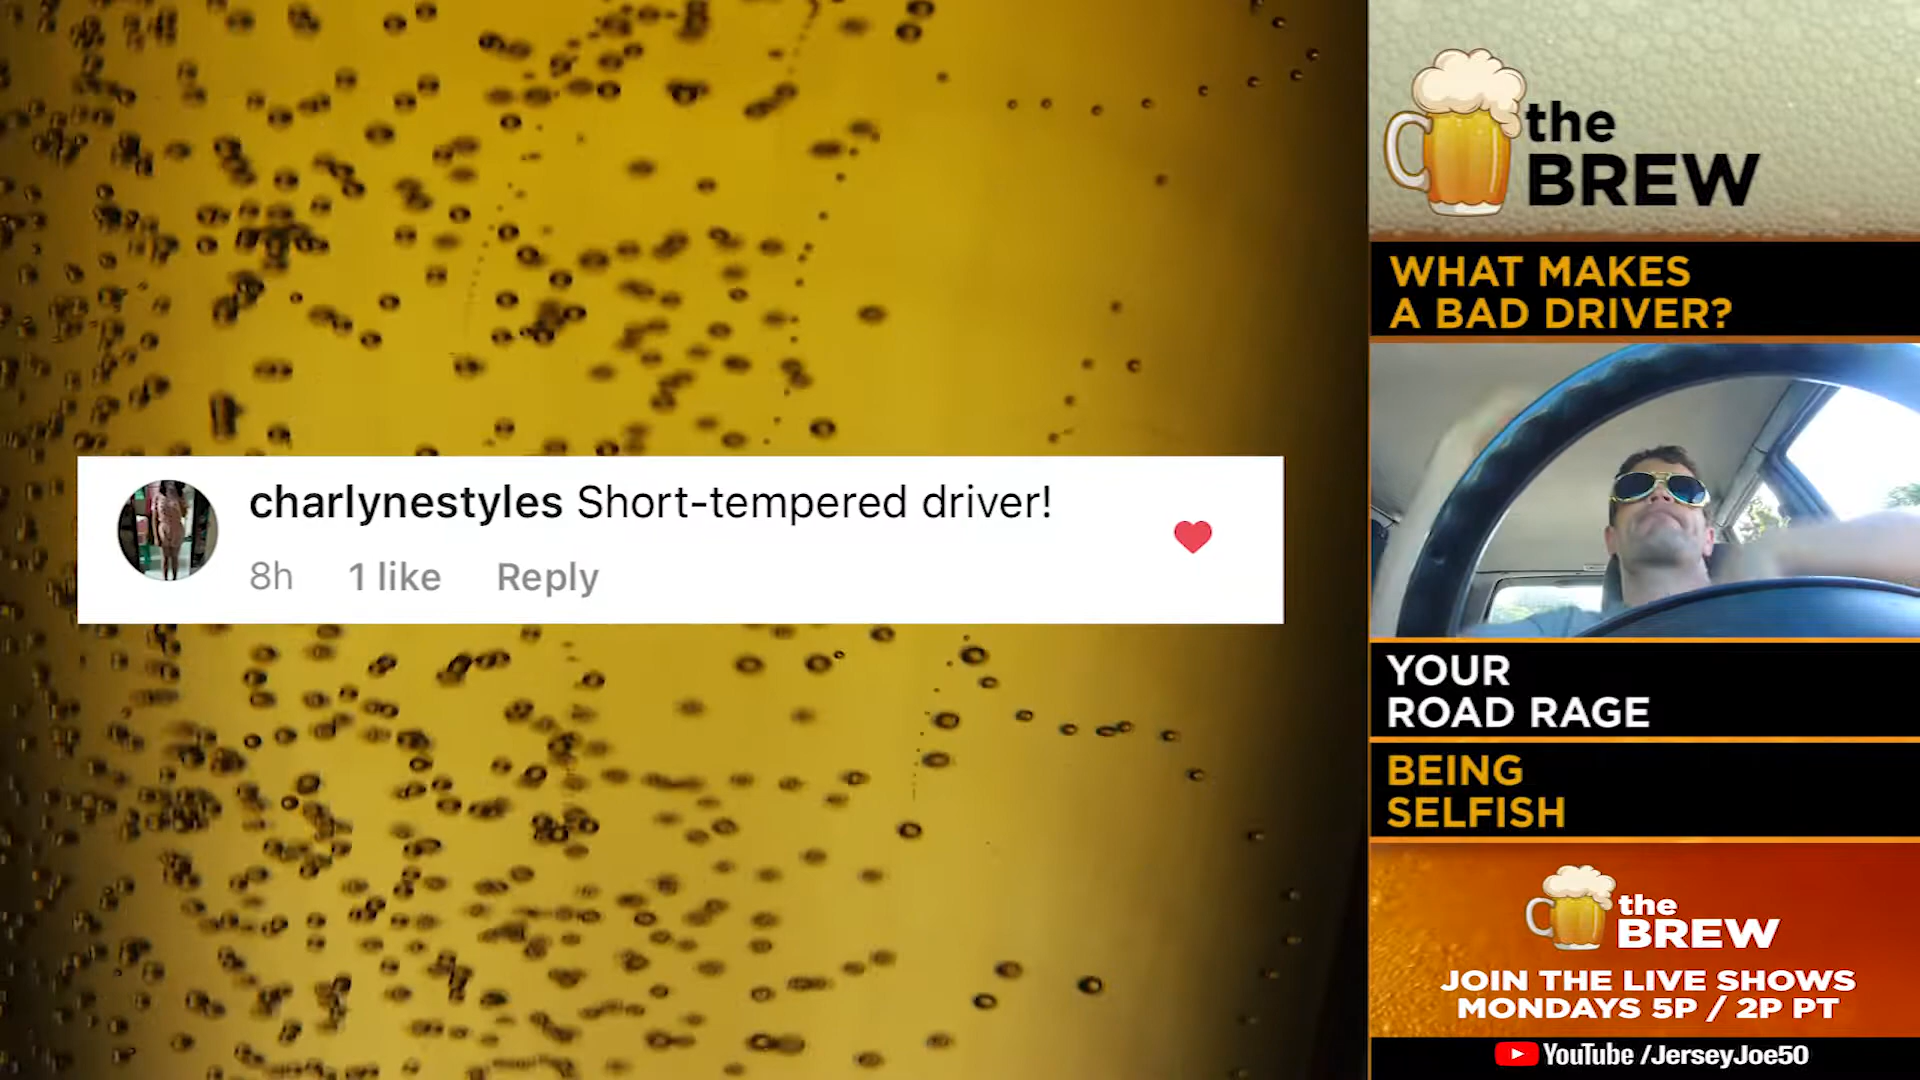 charlynestyles Short-tempered driver!
8h 1 like Reply
the
BREW
WHAT MAKES
A BAD DRIVER?
YOUR
ROAD RAGE
BEING
SELFISH
the
BREW
JOIN THE LIVE SHOWS
MONDAYS 5P / 2P PT
YouTube /JerseyJoe50